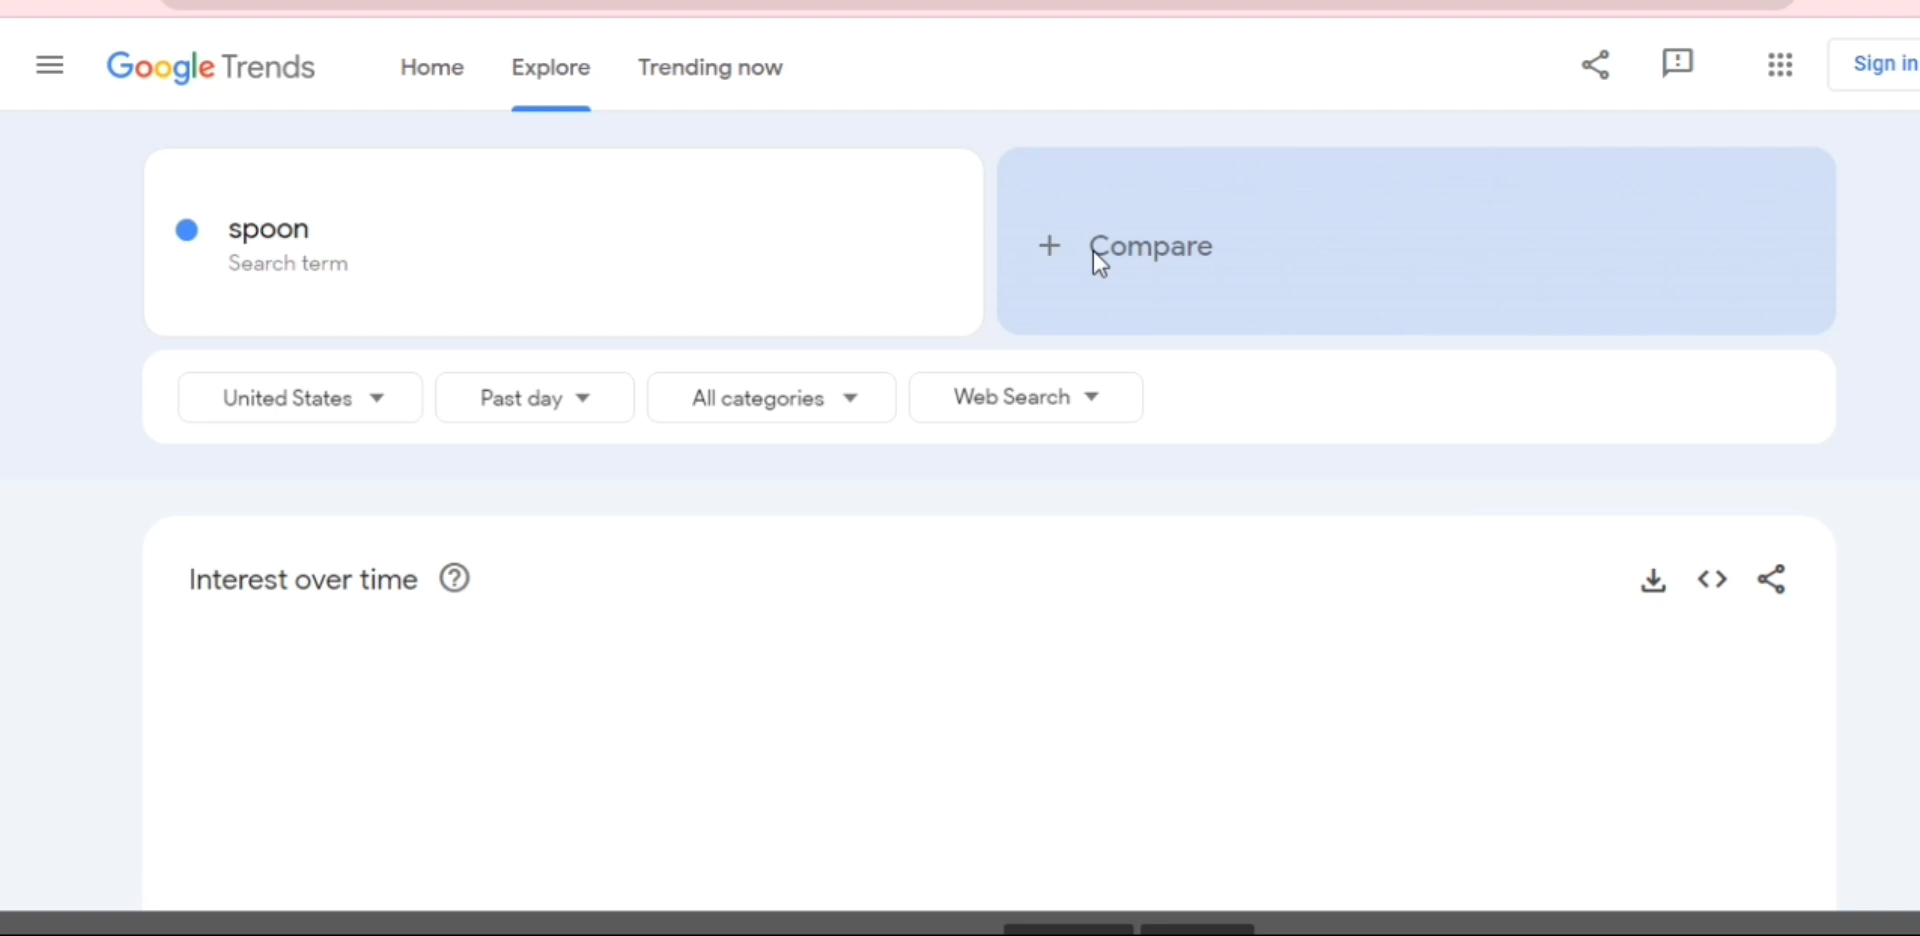 Google Trends Home Explore Trending now Sign in
spoon
Search term
+ Compare
United States Past day All categories Web Search
Interest over time